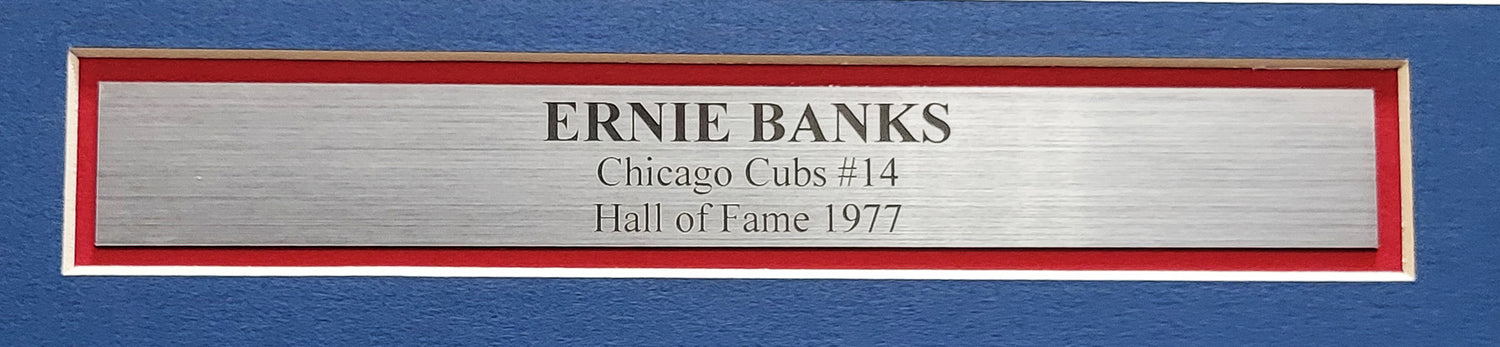 ERNIE BANKS
Chicago Cubs #14
Hall of Fame 1977